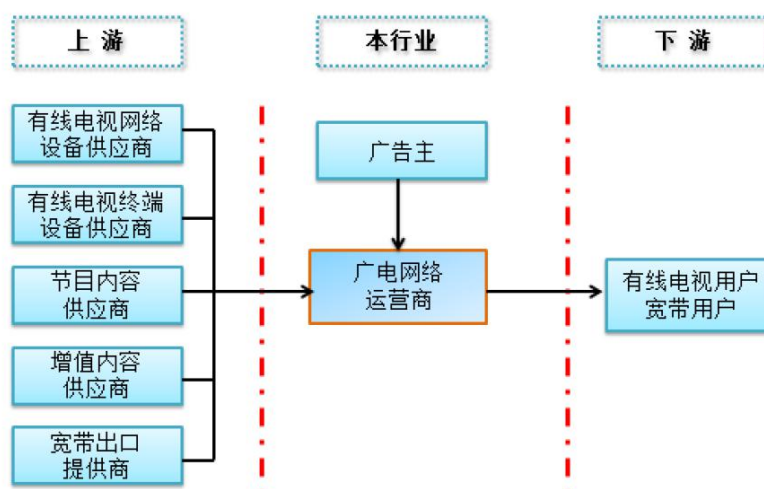 上 游
本行业
下 游
有线电视网络
设备供应商
有线电视终端
设备供应商
节目内容
供应商
增值内容
供应商
宽带出口
提供商
广告主
广电网络
运营商
有线电视用户
宽带用户